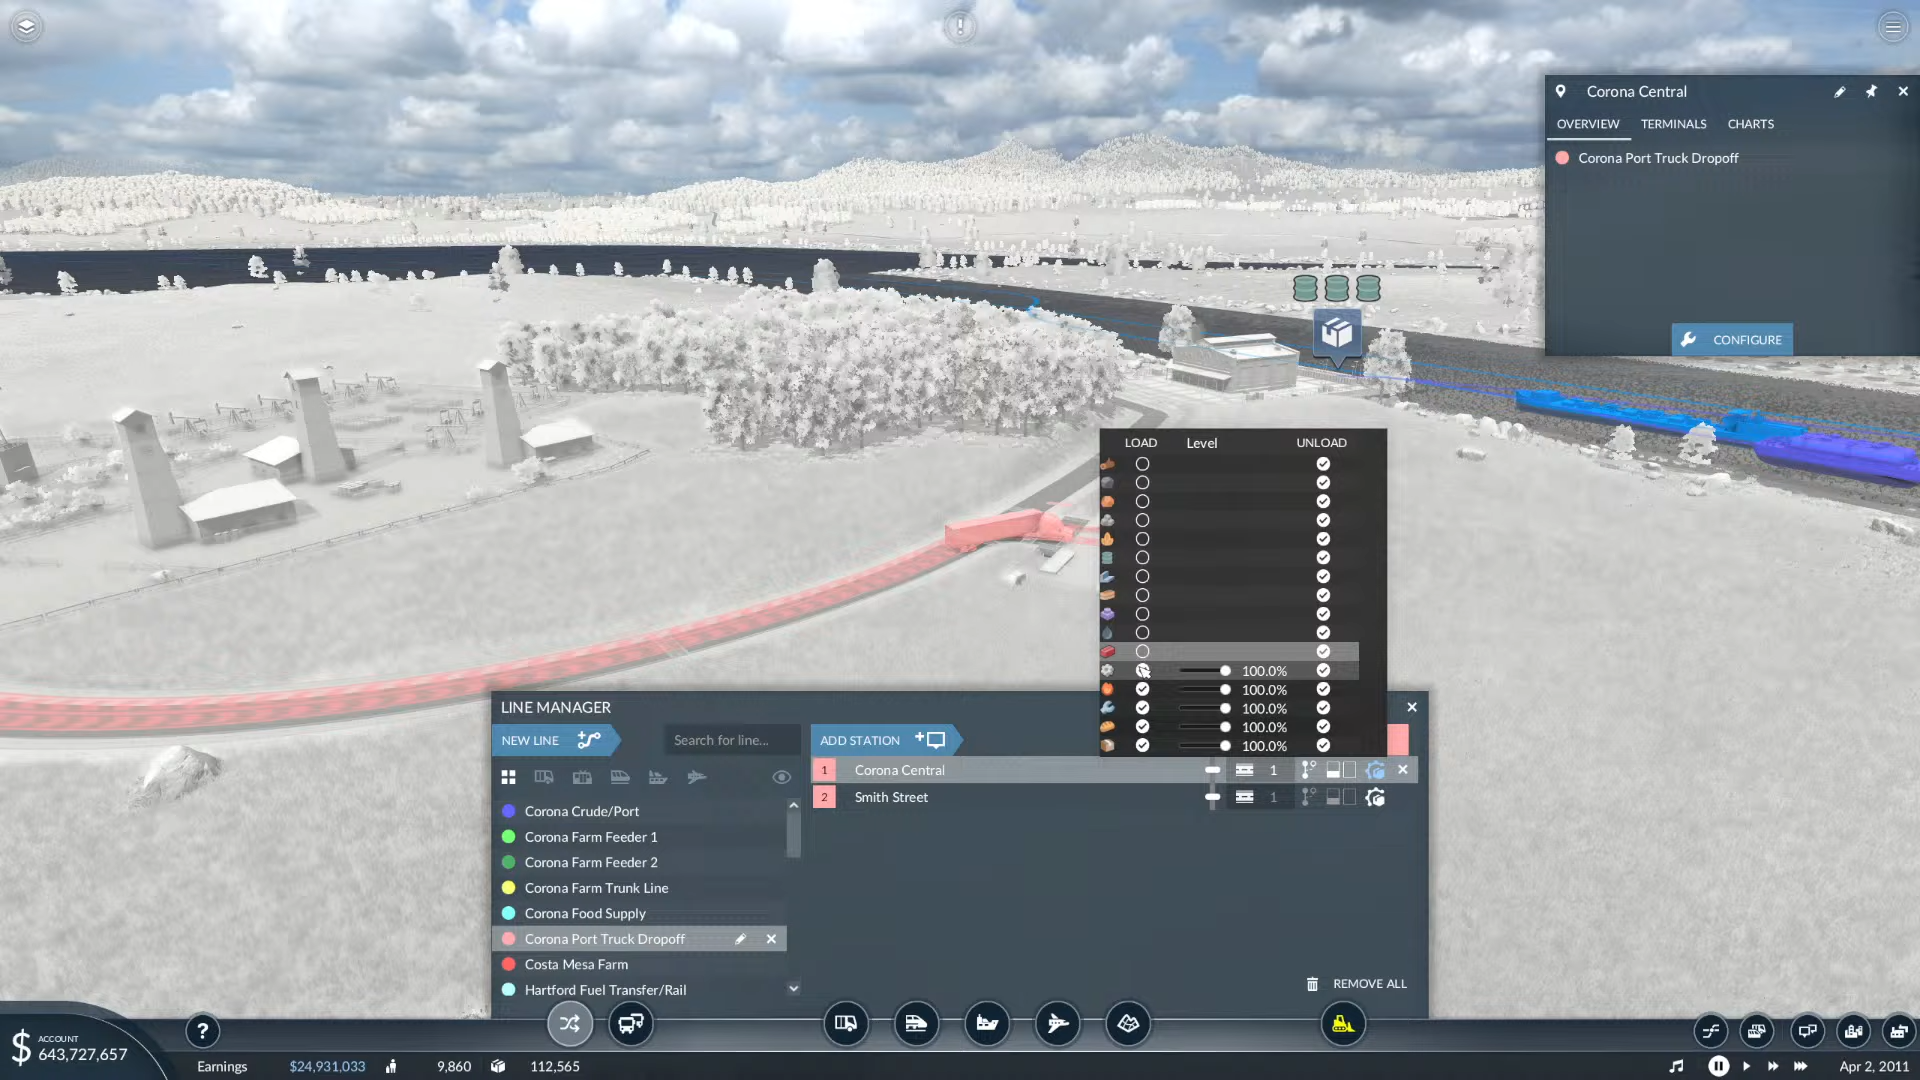 Corona Central
OVERVIEW TERMINALS CHARTS
Corona Port Truck Dropoff
CONFIGURE
LOAD Level UNLOAD
100.0%
100.0%
100.0%
100.0%
100.0%
LINE MANAGER
NEW LINE
Search for line...
ADD STATION
1 Corona Central 1
2 Smith Street 1
Corona Crude/Port
Corona Farm Feeder 1
Corona Farm Feeder 2
Corona Farm Trunk Line
Corona Food Supply
Corona Port Truck Dropoff
Costa Mesa Farm
Hartford Fuel Transfer/Rail
REMOVE ALL
$ ACCOUNT
643,727,657
?
Earnings $24,931,033 9,860 112,565
Apr 2, 2011